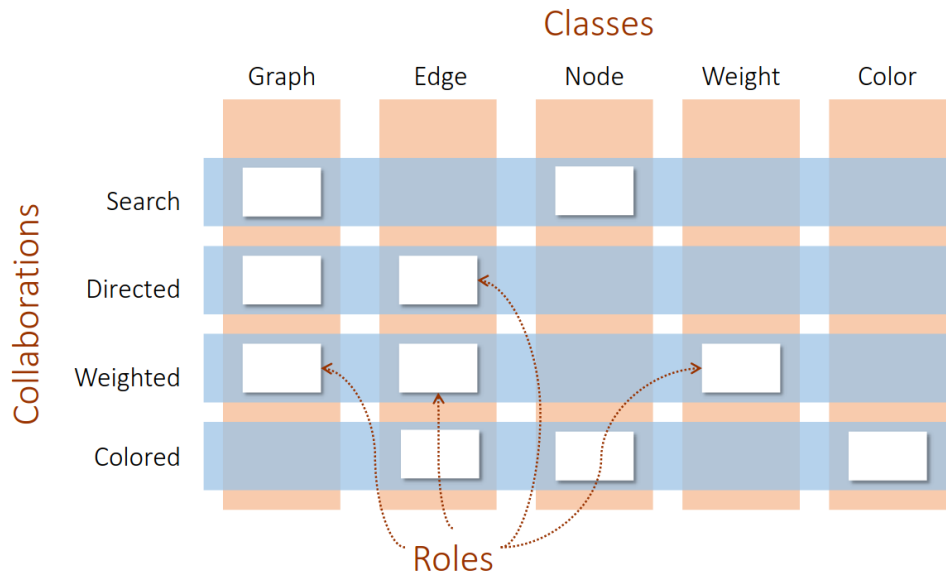 Classes
Graph Edge Node Weight Color
Collaborations
Search
Directed
Weighted
Colored
Roles